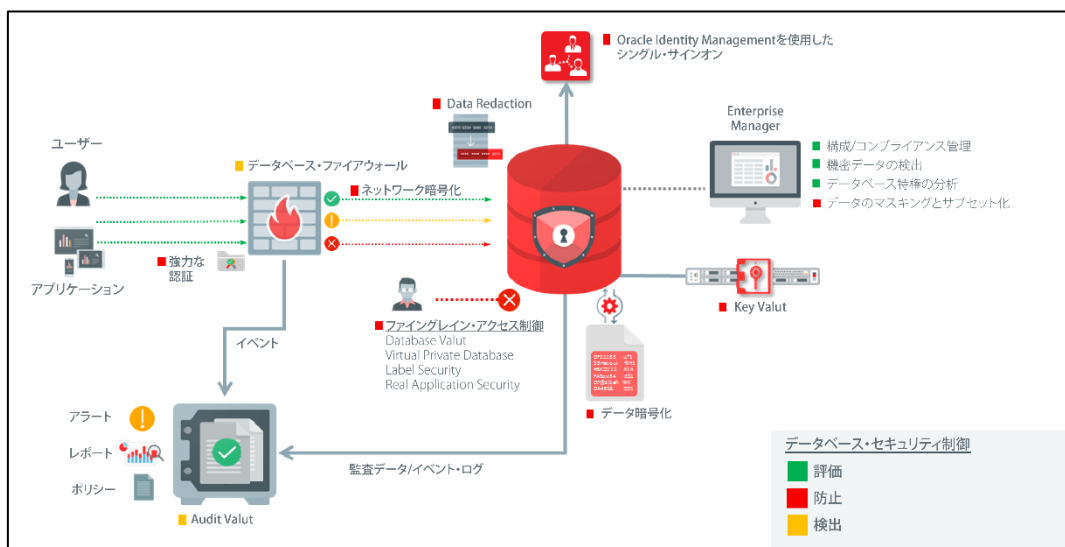 Oracle Identity Managementを使用した
シングル・サインオン
Data Redaction
Enterprise
Manager
構成/コンプライアンス管理
機密データの検出
データベース特権の分析
データのマスキングとサブセット化
ユーザー
データベース・ファイアウォール
ネットワーク暗号化
強力な
認証
アプリケーション
Key Valut
ファイングレイン・アクセス制御
Database Valut
Virtual Private Database
Label Security
Real Application Security
イベント
データ暗号化
アラート
レポート
ポリシー
監査データ/イベント・ログ
Audit Valut
データベース・セキュリティ制御
評価
防止
検出